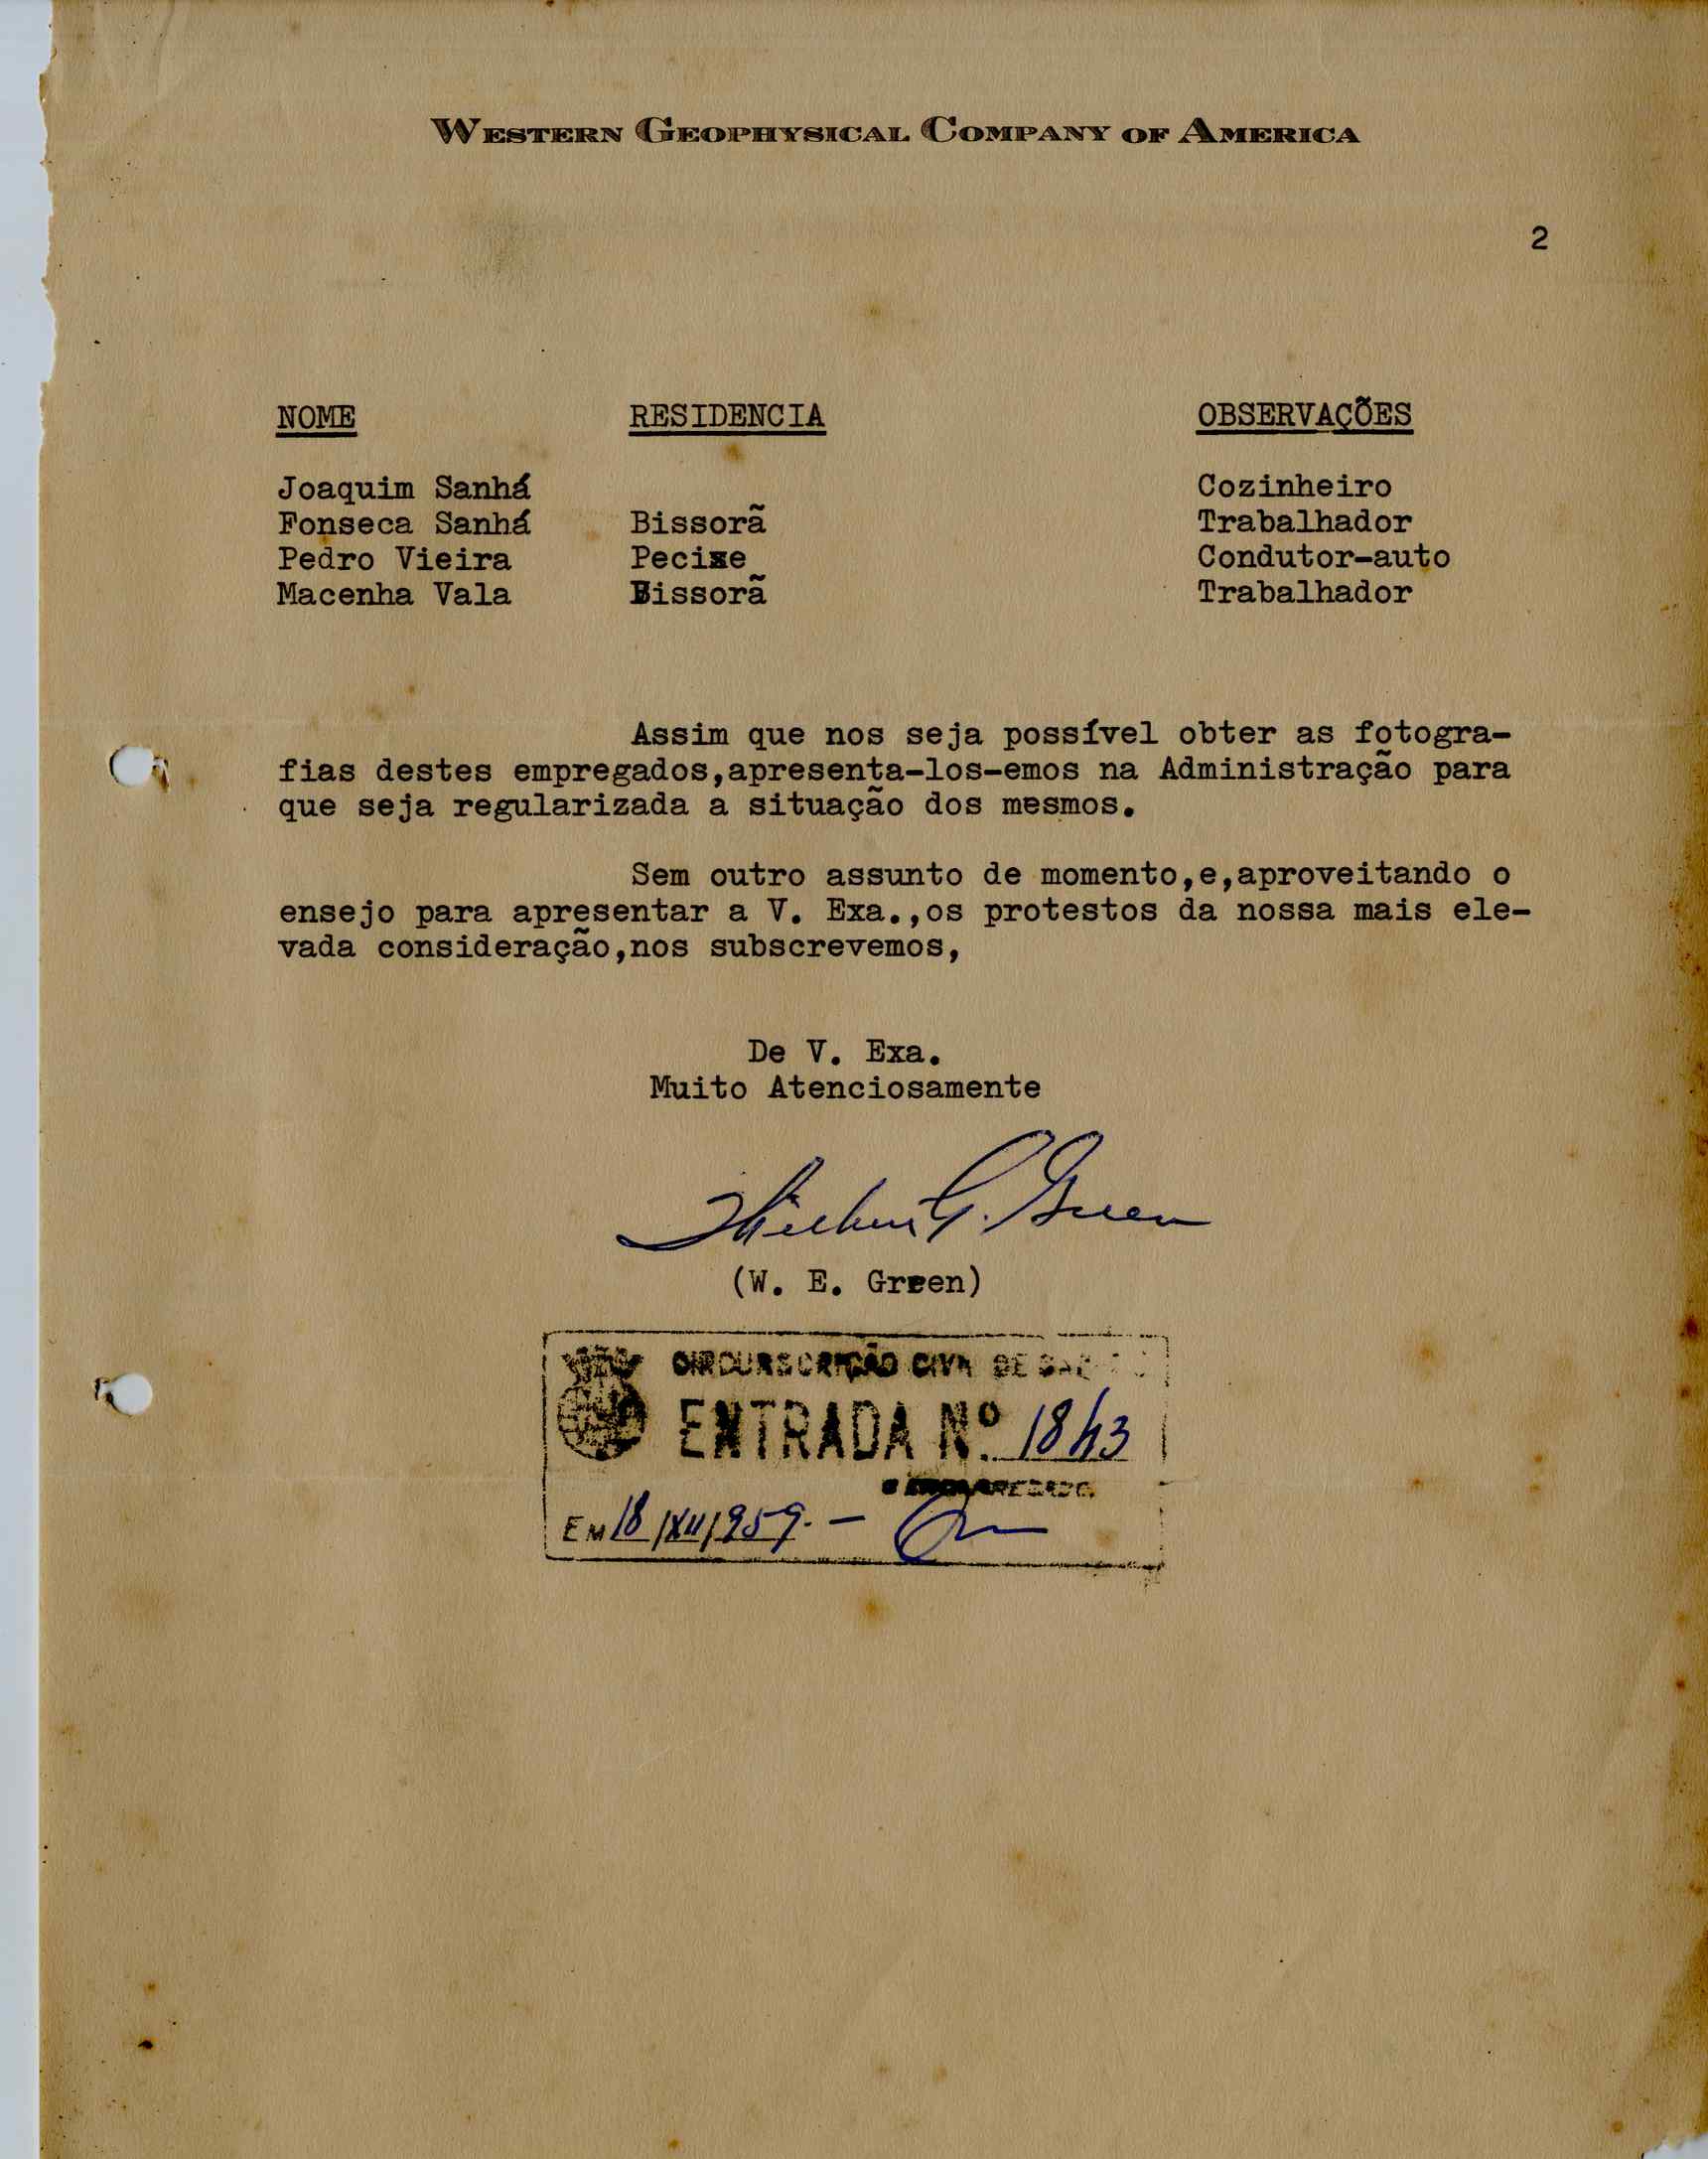 WESTERN GEOPHYSICAL COMPANY OF AMERICA
2
NOME RESIDENCIA OBSERVAÇÕES
Joaquim Sanhá Cozinheiro
Fonseca Sanhá Bissorã Trabalhador
Pedro Vieira Pecixe Condutor-auto
Macenha Vala Bissorã Trabalhador
Assim que nos seja possível obter as fotogra-
fias destes empregados,apresenta-los-emos na Administração para
que seja regularizada a situação dos mesmos.
Sem outro assunto de momento,e,aproveitando o
ensejo para apresentar a V. Exa.,os protestos da nossa mais ele-
vada consideração,nos subscrevemos,
De V. Exa.
Muito Atenciosamente
(W. E. Green)
CIRCUNSCRIÇÃO CIVIL DE
ENTRADA Nº 1843
EM 18/XII/959.-